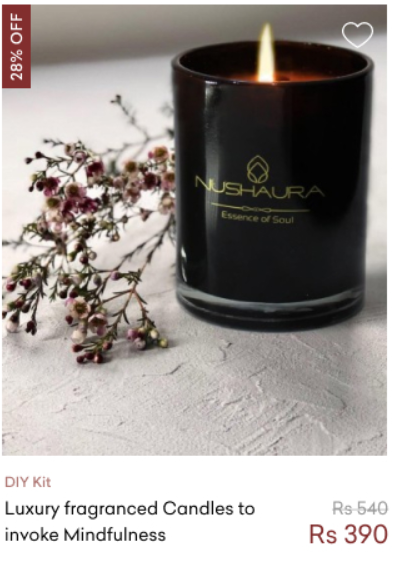 28% OFF
NUSHAURA
Essence of Soul
DIY Kit
Luxury fragranced Candles to
invoke Mindfulness
Rs 540
Rs 390